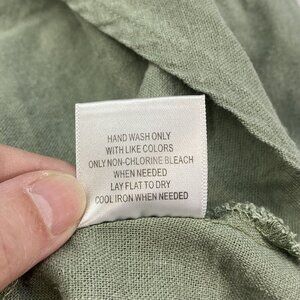 HAND WASH ONLY
WITH LIKE COLORS
ONLY NON-CHLORINE BLEACH
WHEN NEEDED
LAY FLAT TO DRY
COOL IRON WHEN NEEDED